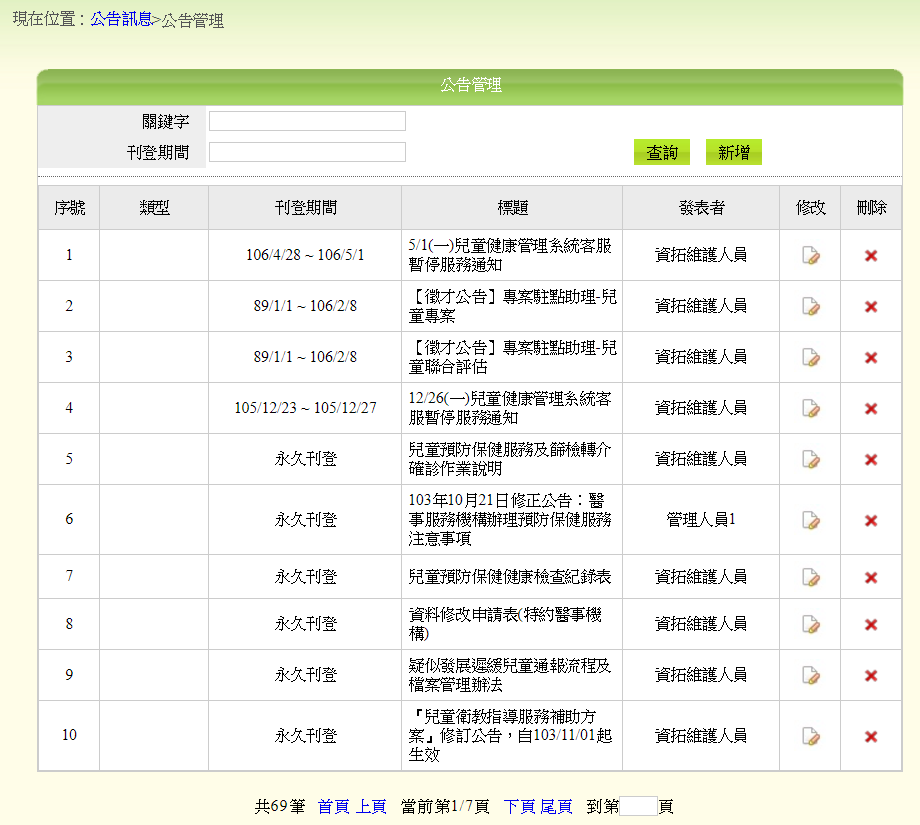 現在位置：公告訊息>公告管理
公告管理
關鍵字
刊登期間
查詢 新增
序號 類型 刊登期間 標題 發表者 修改 刪除
1 106/4/28 ~ 106/5/1 5/1(一)兒童健康管理系統客服
暫停服務通知 資拓維護人員
2 89/1/1 ~ 106/2/8 【徵才公告】專案駐點助理-兒
童專案 資拓維護人員
3 89/1/1 ~ 106/2/8 【徵才公告】專案駐點助理-兒
童聯合評估 資拓維護人員
4 105/12/23 ~ 105/12/27 12/26(一)兒童健康管理系統客
服暫停服務通知 資拓維護人員
5 永久刊登 兒童預防保健服務及篩檢轉介
確診作業說明 資拓維護人員
6 永久刊登 103年10月21日修正公告：醫
事服務機構辦理預防保健服務
注意事項 管理人員1
7 永久刊登 兒童預防保健健康檢查紀錄表 資拓維護人員
8 永久刊登 資料修改申請表(特約醫事機
構) 資拓維護人員
9 永久刊登 疑似發展遲緩兒童通報流程及
檔案管理辦法 資拓維護人員
10 永久刊登 『兒童衛教指導服務補助方
案』修訂公告，自103/11/01起
生效 資拓維護人員
共69筆 首頁 上頁 當前第1/7頁 下頁 尾頁 到第 頁